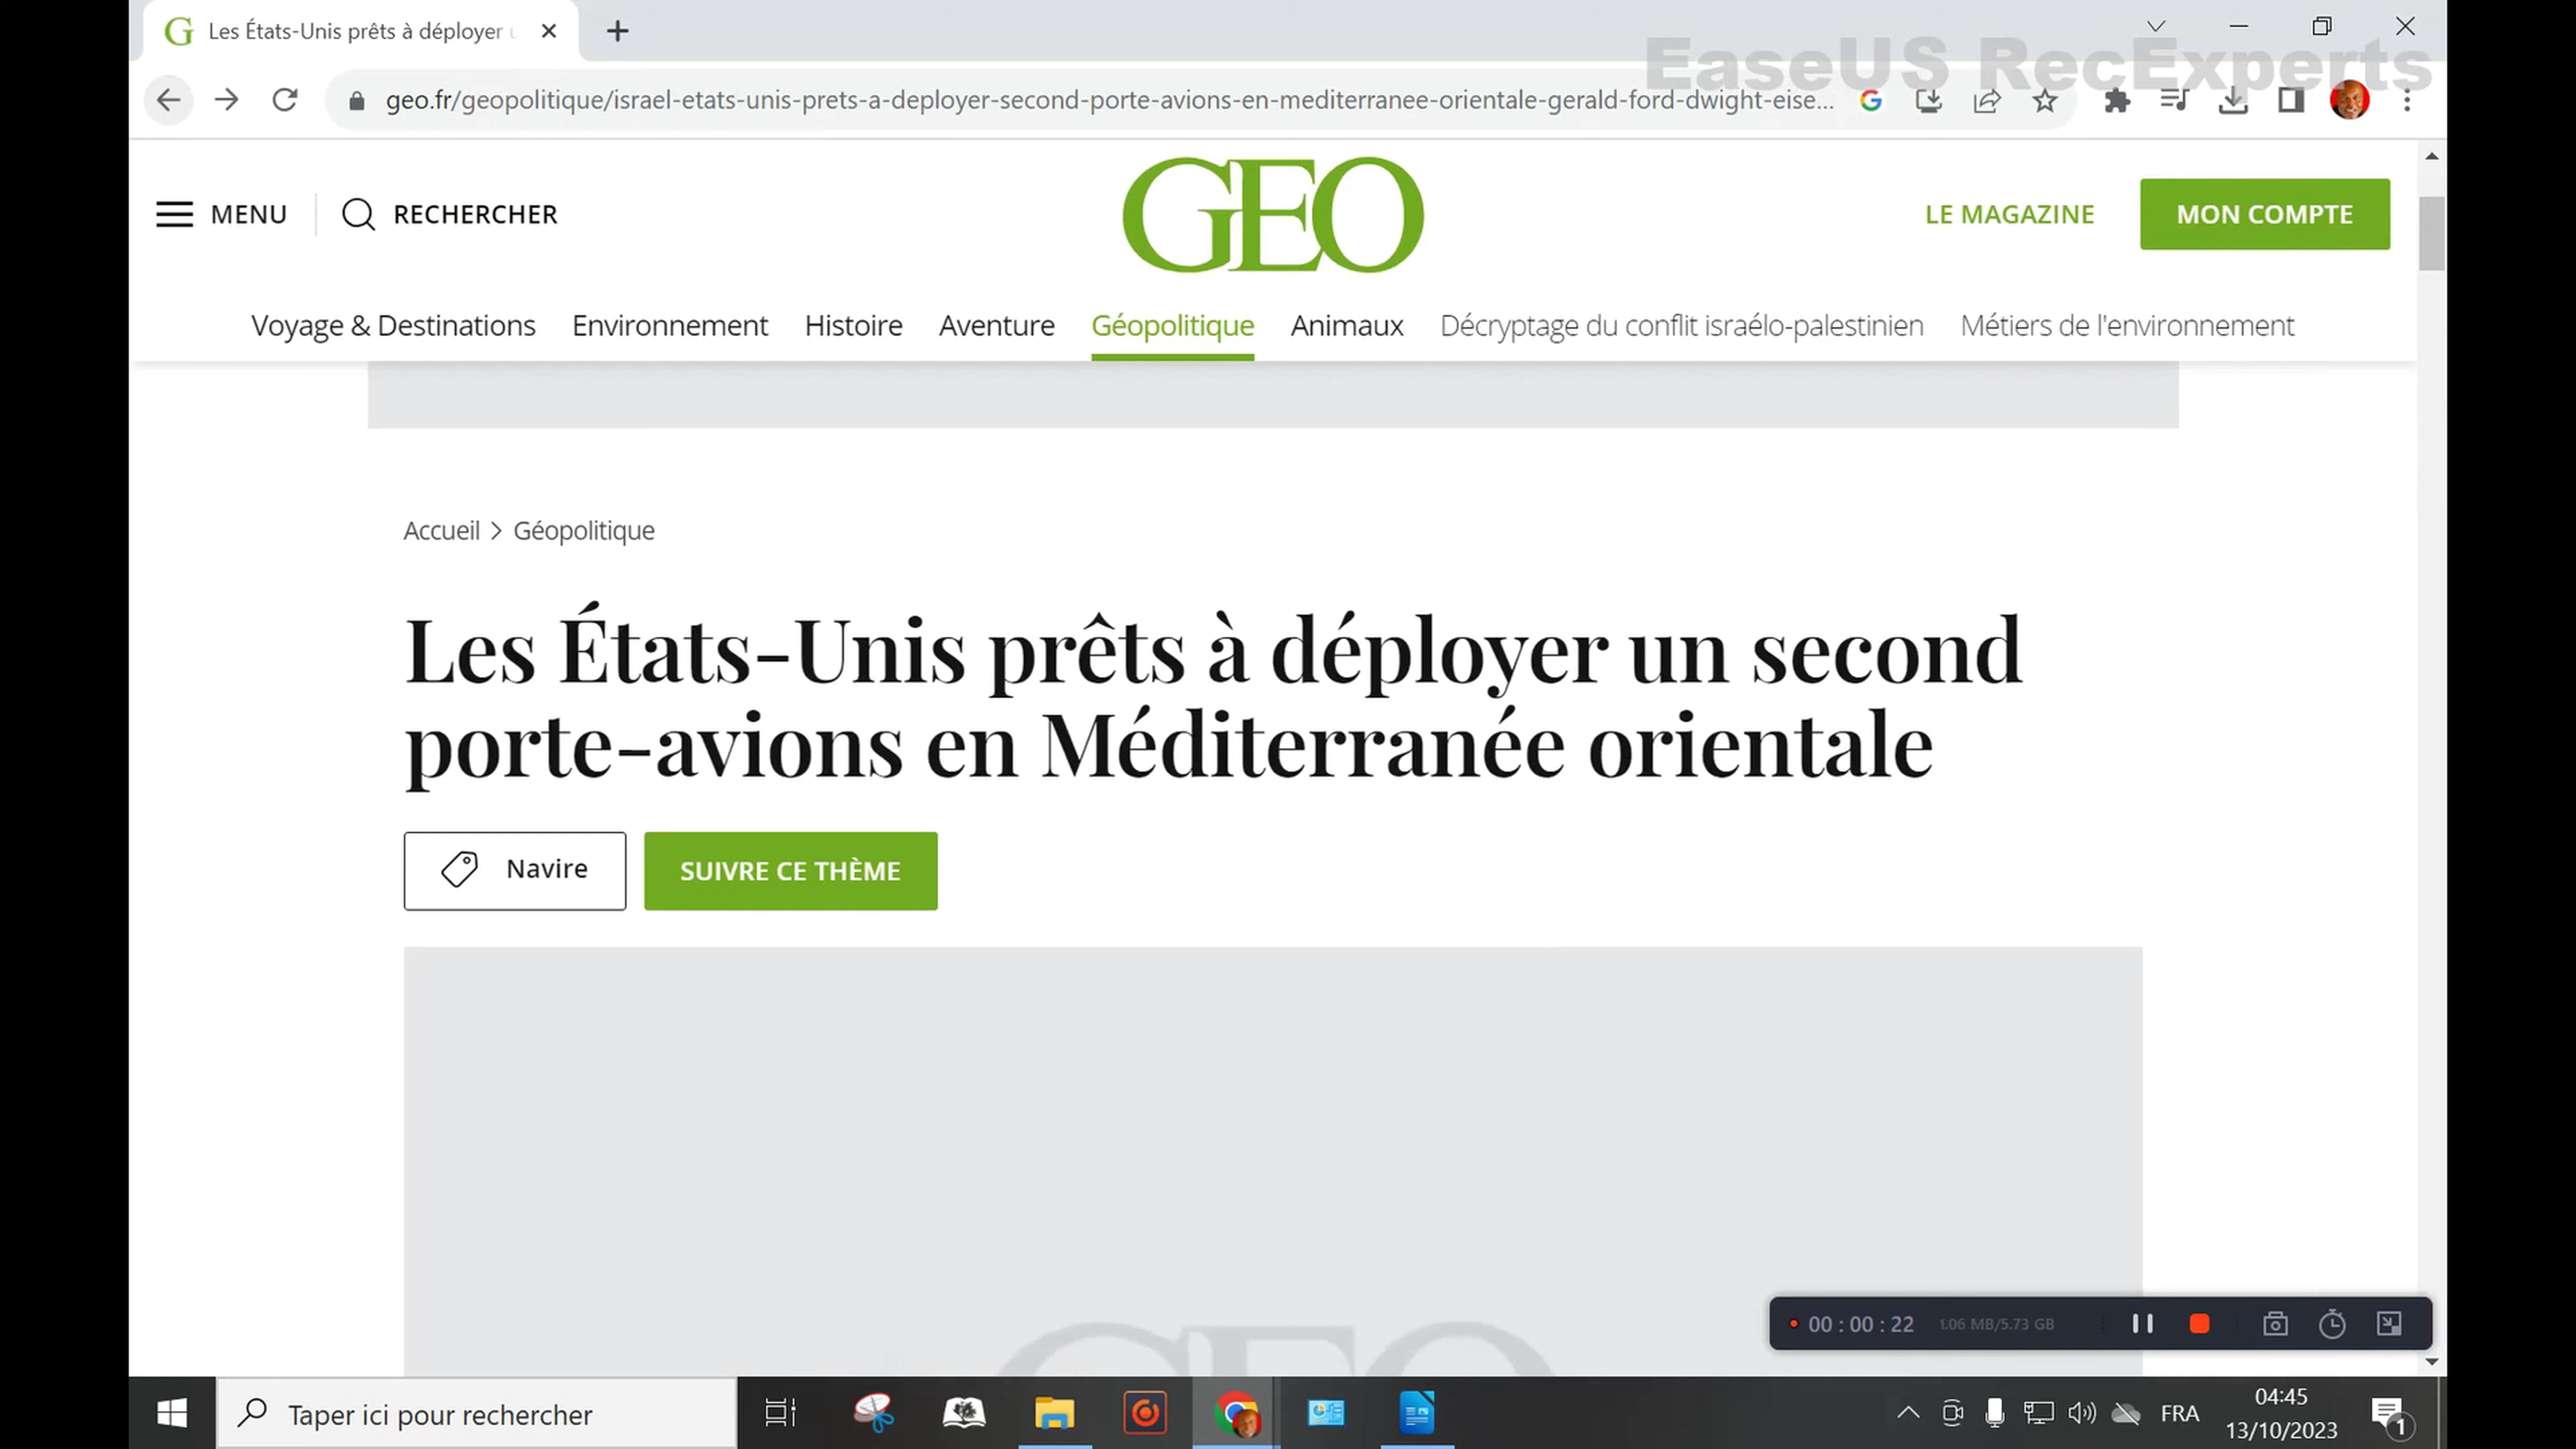 Les États-Unis prêts à déployer
EaseUS RecExperts
geo.fr/geopolitique/israel-etats-unis-prets-a-deployer-second-porte-avions-en-mediterranee-orientale-gerald-ford-dwight-eise...
MENU
RECHERCHER
GEO
LE MAGAZINE
MON COMPTE
Voyage & Destinations Environnement Histoire Aventure Géopolitique Animaux Décryptage du conflit israélo-palestinien Métiers de l'environnement
Accueil > Géopolitique
Les États-Unis prêts à déployer un second
porte-avions en Méditerranée orientale
Navire
SUIVRE CE THÈME
GEO
00 : 00 : 22 1.06 MB/5.73 GB
Taper ici pour rechercher
FRA
04:45
13/10/2023
1